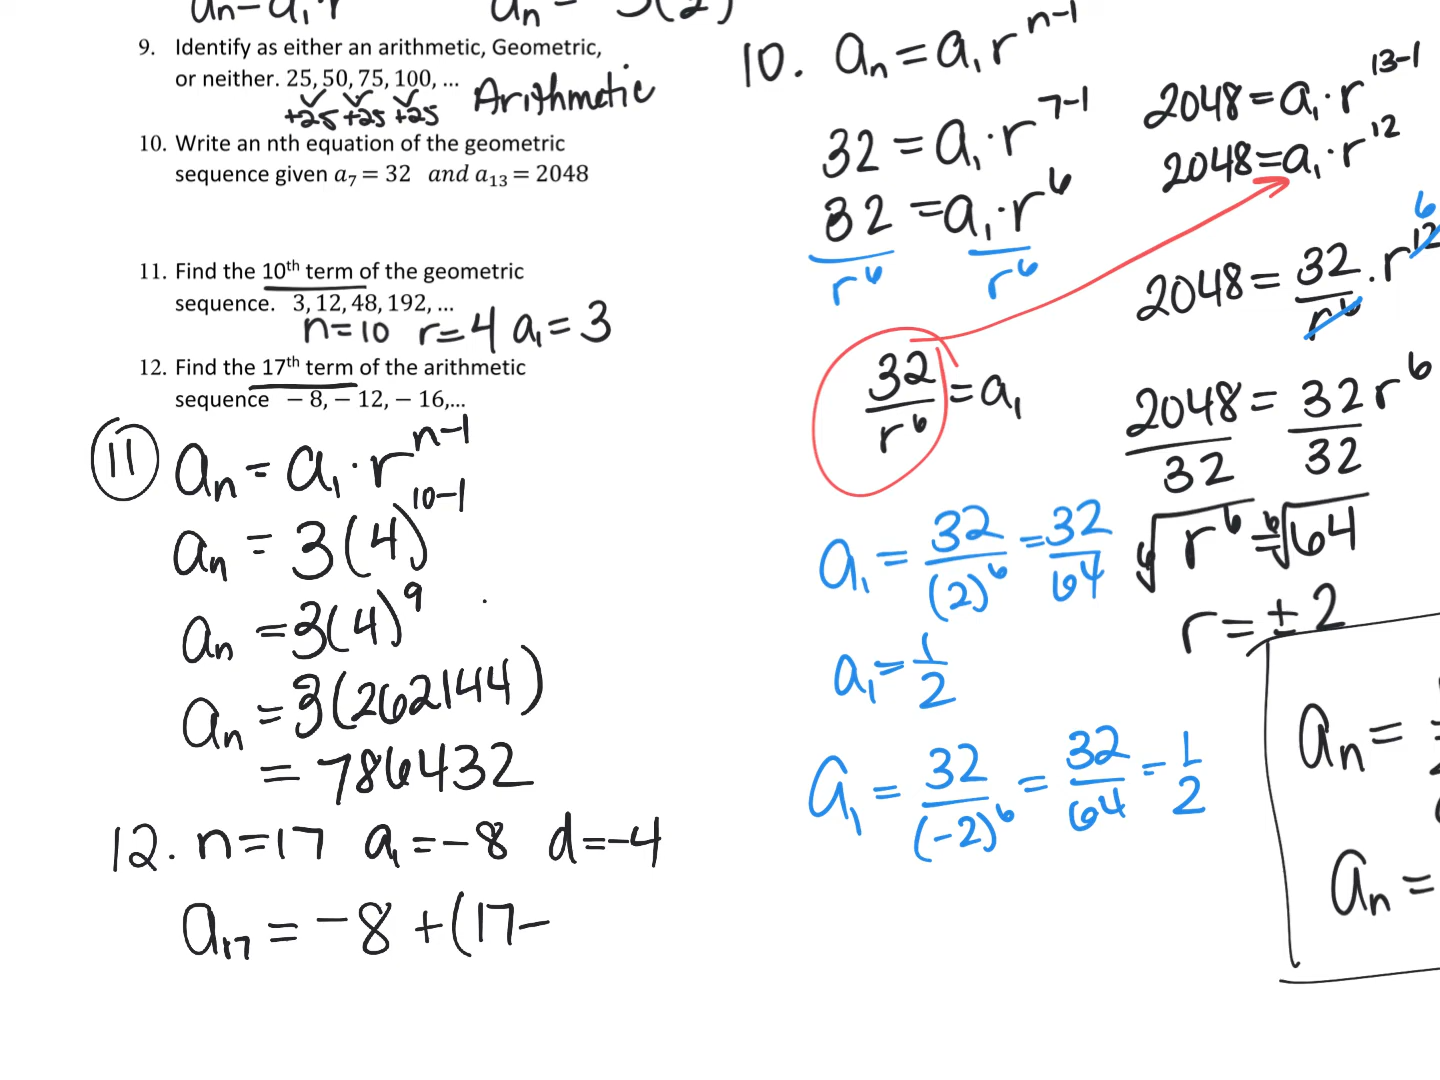 an = a1 r
an = 3(2)
9. Identify as either an arithmetic, Geometric,
or neither. 25, 50, 75, 100, ...
Arithmetic
+25 +25 +25
10. Write an nth equation of the geometric
sequence given a₇ = 32 and a₁₃ = 2048
11. Find the 10th term of the geometric
sequence. 3, 12, 48, 192, ...
n=10 r=4 a₁=3
12. Find the 17th term of the arithmetic
sequence −8, −12, −16,...
11 aₙ = a₁·rⁿ⁻¹
aₙ = 3(4)¹⁰⁻¹
aₙ = 3(4)⁹
aₙ = 3(262144)
= 786432
12. n=17 a₁=-8 d=-4
a₁₇ = -8 +(17-
10. aₙ = a₁rⁿ⁻¹
32 = a₁·r⁷⁻¹
32 = a₁·r⁶
r⁶ r⁶
32/r⁶ = a₁
a₁ = 32/(2)⁶ = 32/64
a₁ = 1/2
a₁ = 32/(-2)⁶ = 32/64 = 1/2
2048 = a₁·r¹³⁻¹
2048 = a₁·r¹²
6
2048 = 32/r⁶ · r¹²
2048 = 32r⁶
32 32
⁶√r⁶ = ⁶√64
r = ±2
aₙ =
aₙ =